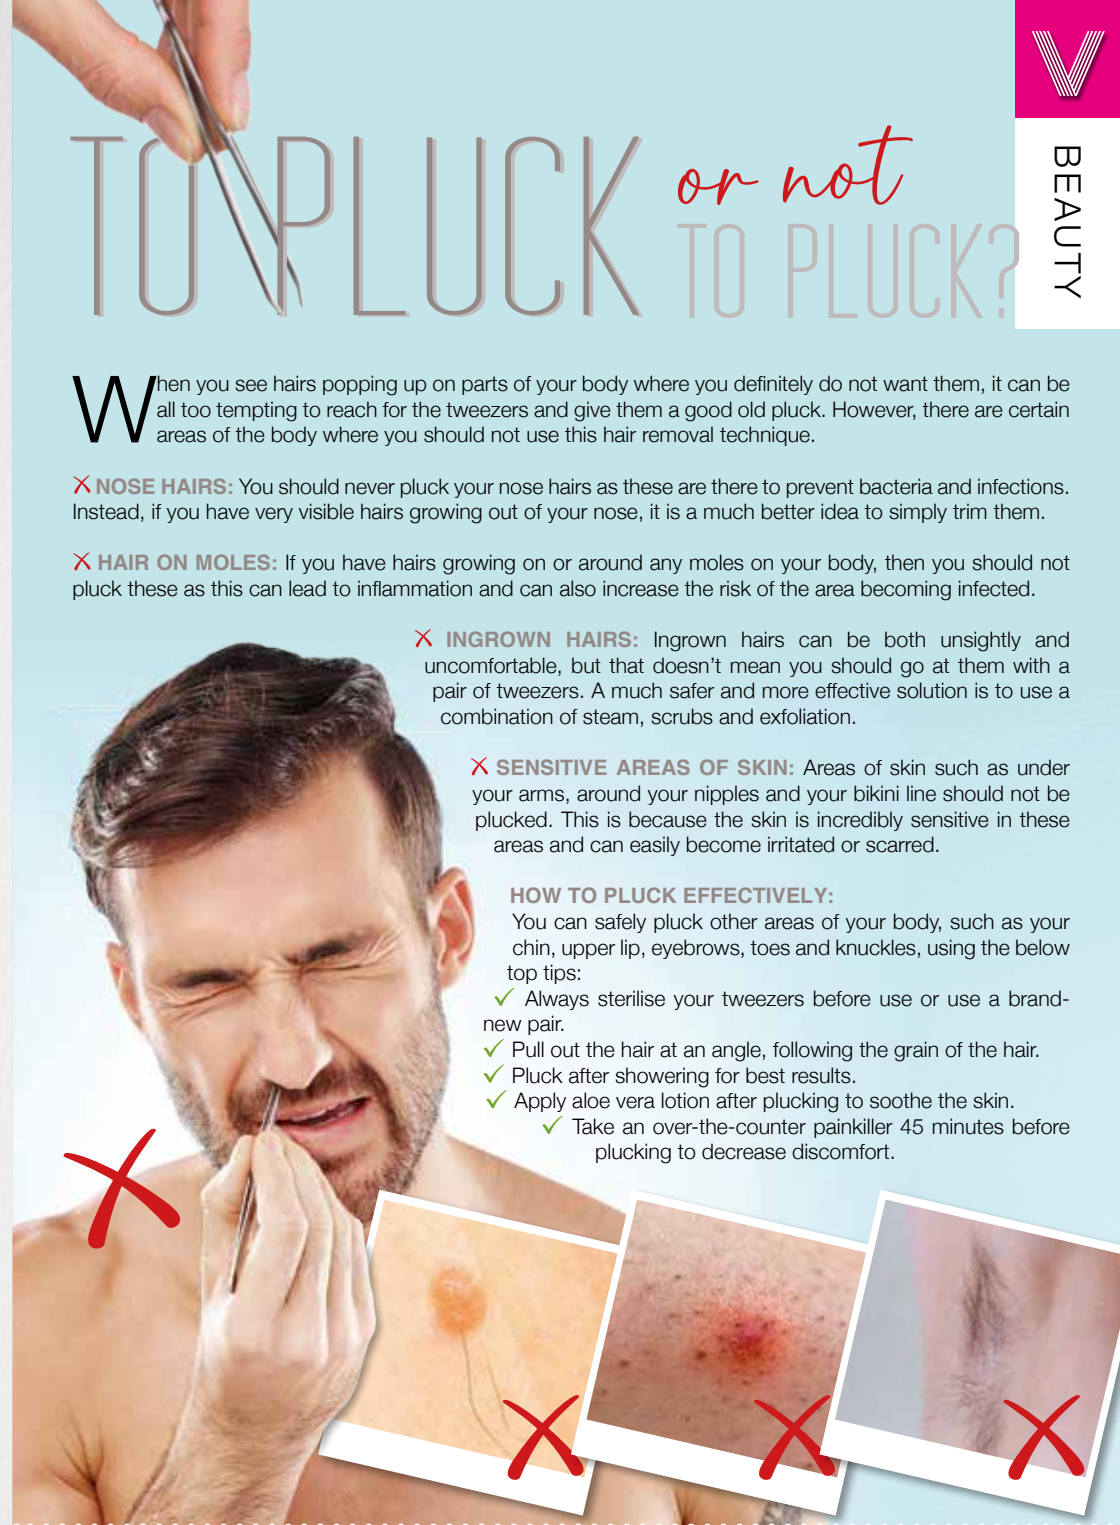 TO PLUCK or not
TO PLUCK?
V
BEAUTY
When you see hairs popping up on parts of your body where you definitely do not want them, it can be
all too tempting to reach for the tweezers and give them a good old pluck. However, there are certain
areas of the body where you should not use this hair removal technique.
NOSE HAIRS: You should never pluck your nose hairs as these are there to prevent bacteria and infections.
Instead, if you have very visible hairs growing out of your nose, it is a much better idea to simply trim them.
HAIR ON MOLES: If you have hairs growing on or around any moles on your body, then you should not
pluck these as this can lead to inflammation and can also increase the risk of the area becoming infected.
INGROWN HAIRS: Ingrown hairs can be both unsightly and
uncomfortable, but that doesn't mean you should go at them with a
pair of tweezers. A much safer and more effective solution is to use a
combination of steam, scrubs and exfoliation.
SENSITIVE AREAS OF SKIN: Areas of skin such as under
your arms, around your nipples and your bikini line should not be
plucked. This is because the skin is incredibly sensitive in these
areas and can easily become irritated or scarred.
HOW TO PLUCK EFFECTIVELY:
You can safely pluck other areas of your body, such as your
chin, upper lip, eyebrows, toes and knuckles, using the below
top tips:
✓ Always sterilise your tweezers before use or use a brand-
new pair.
✓ Pull out the hair at an angle, following the grain of the hair.
✓ Pluck after showering for best results.
✓ Apply aloe vera lotion after plucking to soothe the skin.
✓ Take an over-the-counter painkiller 45 minutes before
plucking to decrease discomfort.